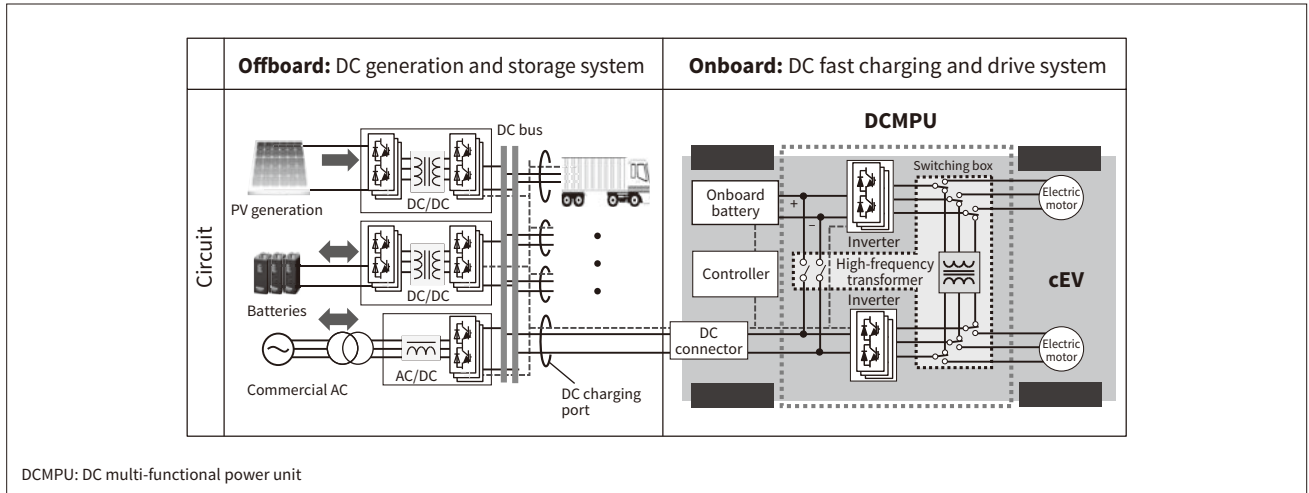 Offboard: DC generation and storage system
Onboard: DC fast charging and drive system
Circuit
PV generation
DC/DC
DC bus
Batteries
DC/DC
Commercial AC
AC/DC
DC charging
port
DCMPU
Switching box
Onboard
battery
+
−
Inverter
Electric
motor
Controller
High-frequency
transformer
cEV
Inverter
DC
connector
Electric
motor
DCMPU: DC multi-functional power unit